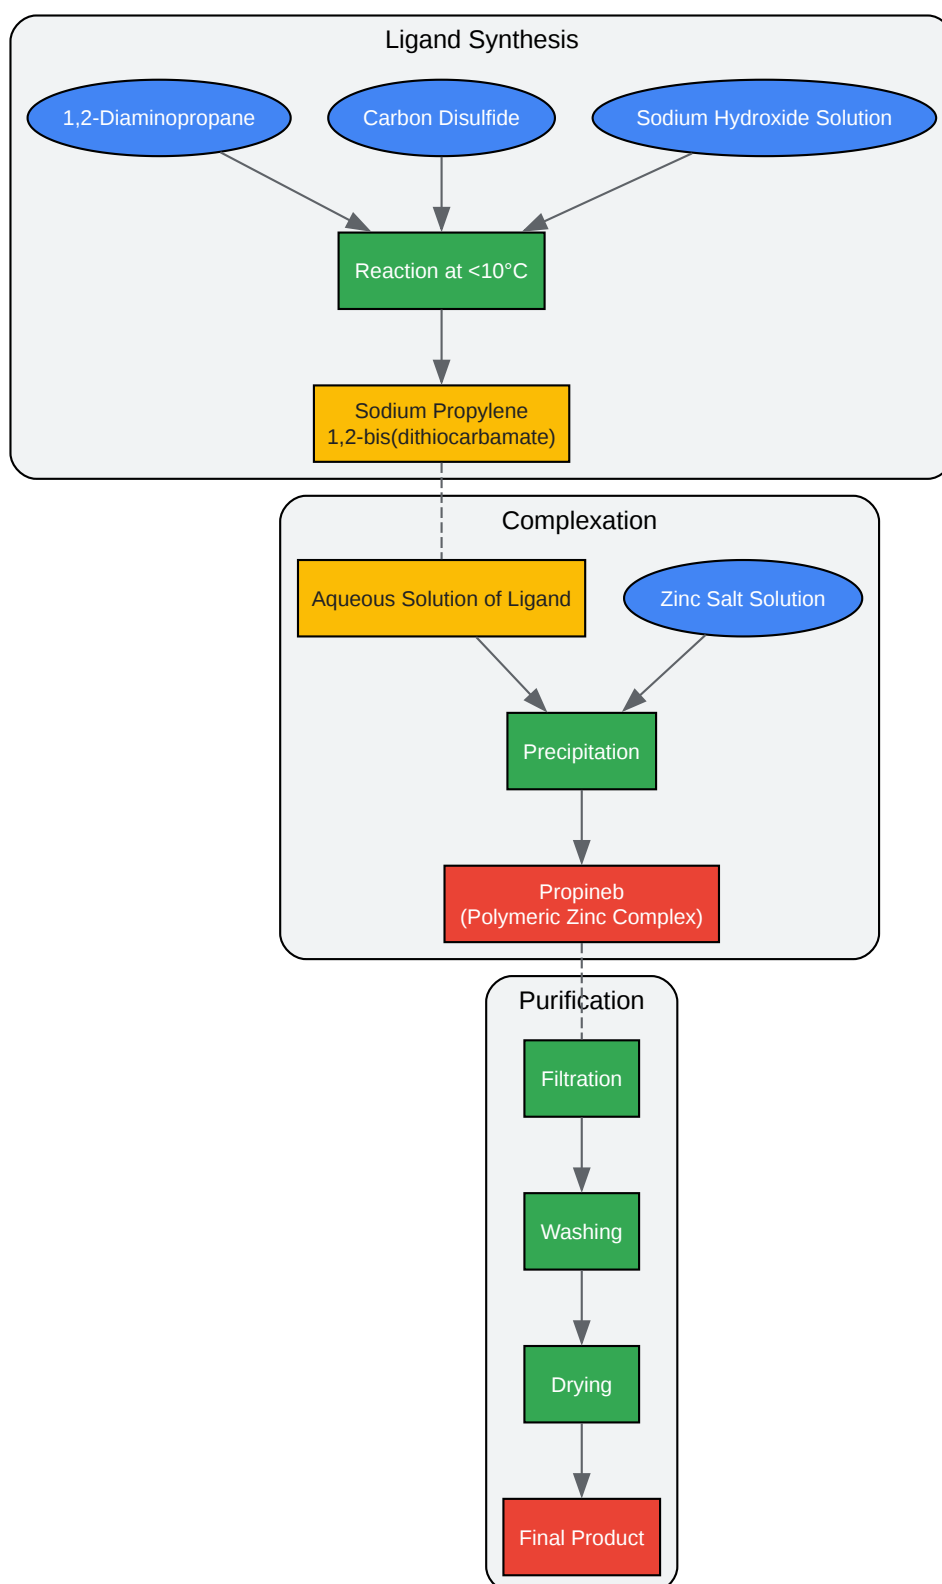 Ligand Synthesis
1,2-Diaminopropane
Carbon Disulfide
Sodium Hydroxide Solution
Reaction at <10°C
Sodium Propylene
1,2-bis(dithiocarbamate)
Complexation
Aqueous Solution of Ligand
Zinc Salt Solution
Precipitation
Propineb
(Polymeric Zinc Complex)
Purification
Filtration
Washing
Drying
Final Product